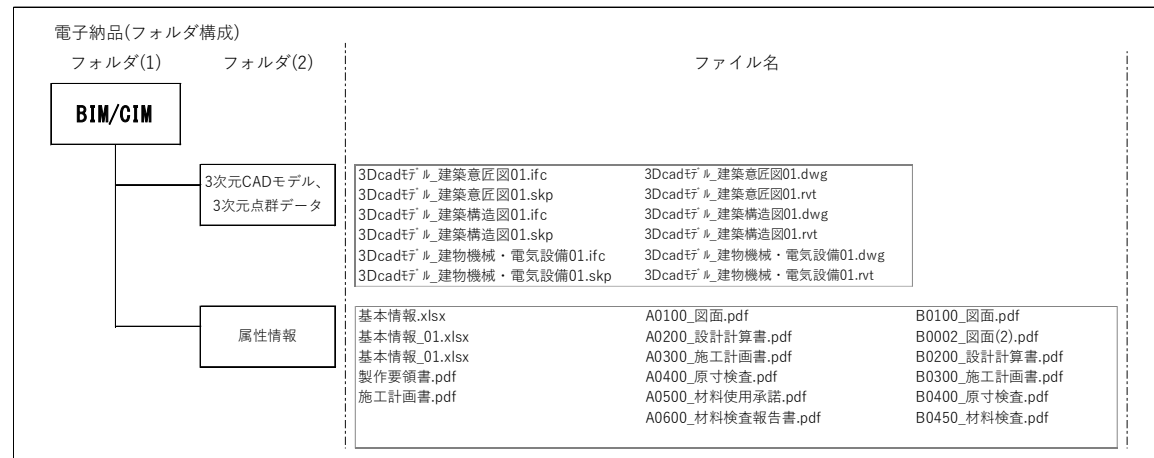 電子納品(フォルダ構成)
フォルダ(1) フォルダ(2) ファイル名
BIM/CIM
3次元CADモデル、
3次元点群データ
3Dcadﾓﾃﾞﾙ_建築意匠図01.ifc 3Dcadﾓﾃﾞﾙ_建築意匠図01.dwg
3Dcadﾓﾃﾞﾙ_建築意匠図01.skp 3Dcadﾓﾃﾞﾙ_建築意匠図01.rvt
3Dcadﾓﾃﾞﾙ_建築構造図01.ifc 3Dcadﾓﾃﾞﾙ_建築構造図01.dwg
3Dcadﾓﾃﾞﾙ_建築構造図01.skp 3Dcadﾓﾃﾞﾙ_建築構造図01.rvt
3Dcadﾓﾃﾞﾙ_建物機械・電気設備01.ifc 3Dcadﾓﾃﾞﾙ_建物機械・電気設備01.dwg
3Dcadﾓﾃﾞﾙ_建物機械・電気設備01.skp 3Dcadﾓﾃﾞﾙ_建物機械・電気設備01.rvt
属性情報
基本情報.xlsx A0100_図面.pdf B0100_図面.pdf
基本情報_01.xlsx A0200_設計計算書.pdf B0002_図面(2).pdf
基本情報_01.xlsx A0300_施工計画書.pdf B0200_設計計算書.pdf
製作要領書.pdf A0400_原寸検査.pdf B0300_施工計画書.pdf
施工計画書.pdf A0500_材料使用承諾.pdf B0400_原寸検査.pdf
A0600_材料検査報告書.pdf B0450_材料検査.pdf